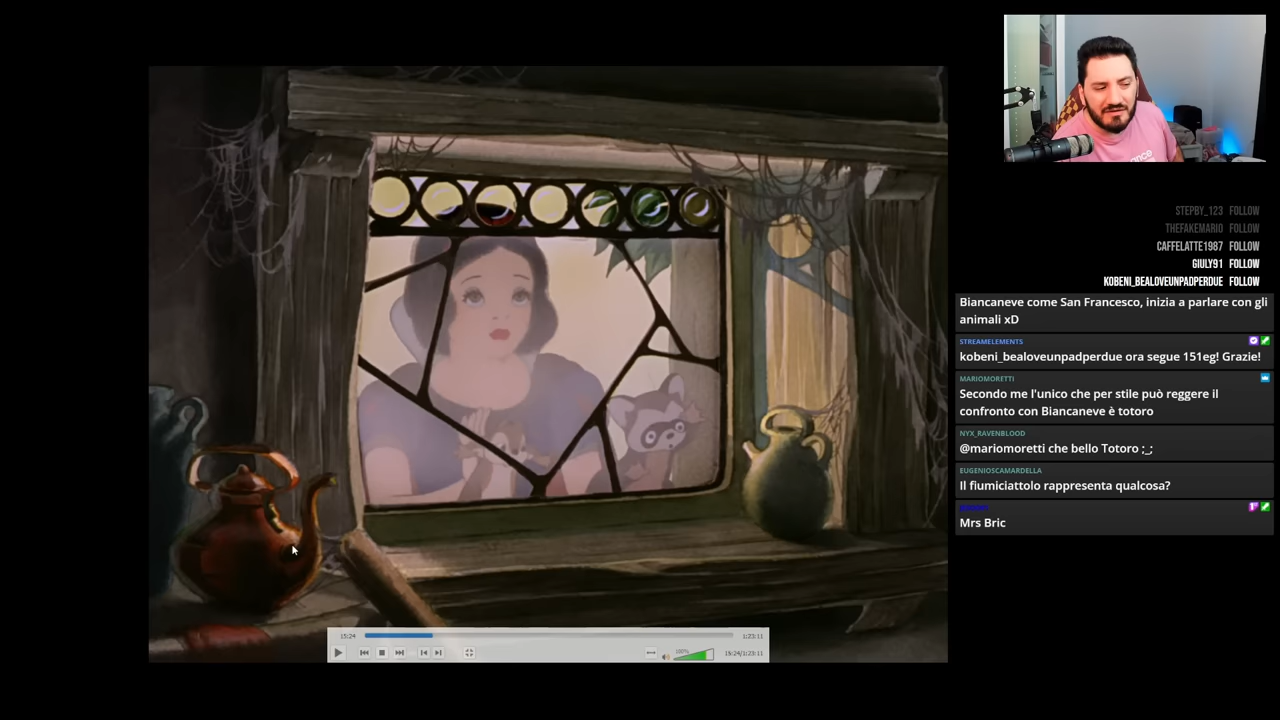 STEPBY_123 FOLLOW
THEFAKEMARIO FOLLOW
CAFFELATTE1987 FOLLOW
GIULY91 FOLLOW
KOBENI_BEALOVEUNPADPERDUE FOLLOW
Biancaneve come San Francesco, inizia a parlare con gli
animali xD
STREAMELEMENTS
kobeni_bealoveunpadperdue ora segue 151eg! Grazie!
MARIOMORETTI
Secondo me l'unico che per stile può reggere il
confronto con Biancaneve è totoro
NYX_RAVENBLOOD
@mariomoretti che bello Totoro ;_;
EUGENIOSCAMARDELLA
Il fiumiciattolo rappresenta qualcosa?
Mrs Bric
15:24 1:23:11
100% 15:24/1:23:11